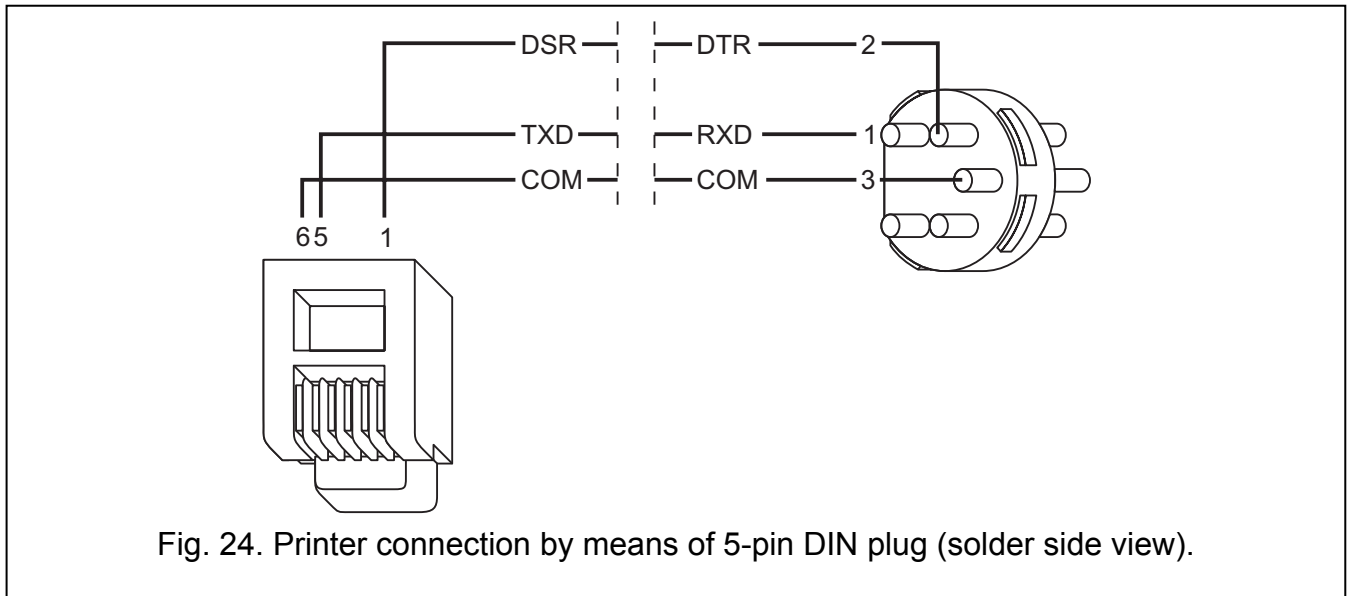 DSR DTR 2
TXD RXD 1
COM COM 3
6 5 1
Fig. 24. Printer connection by means of 5-pin DIN plug (solder side view).